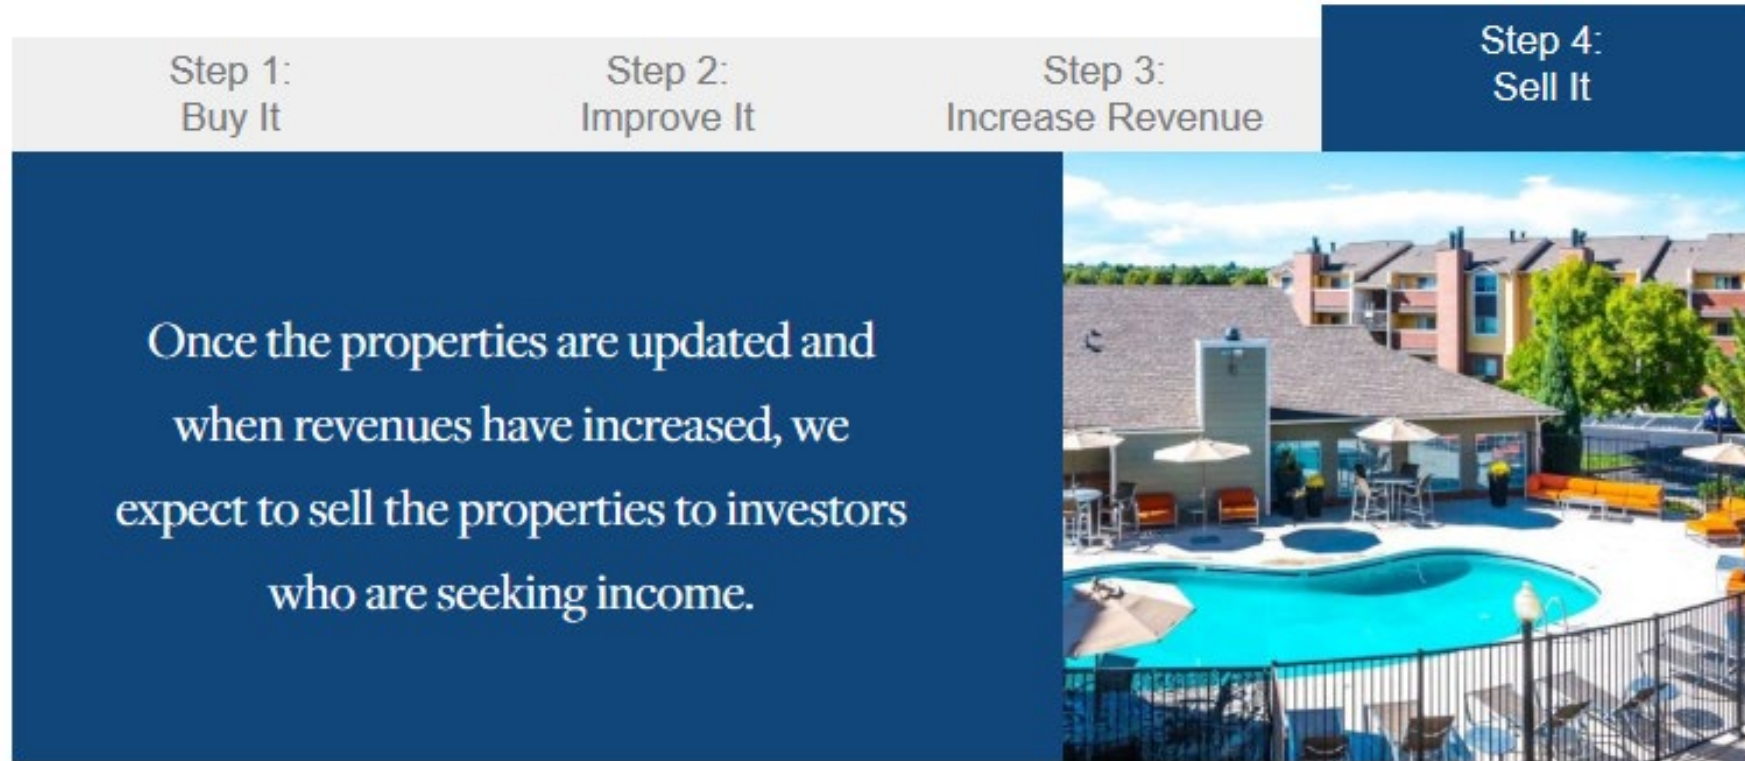 Step 1:
Buy It
Step 2:
Improve It
Step 3:
Increase Revenue
Step 4:
Sell It
Once the properties are updated and
when revenues have increased, we
expect to sell the properties to investors
who are seeking income.